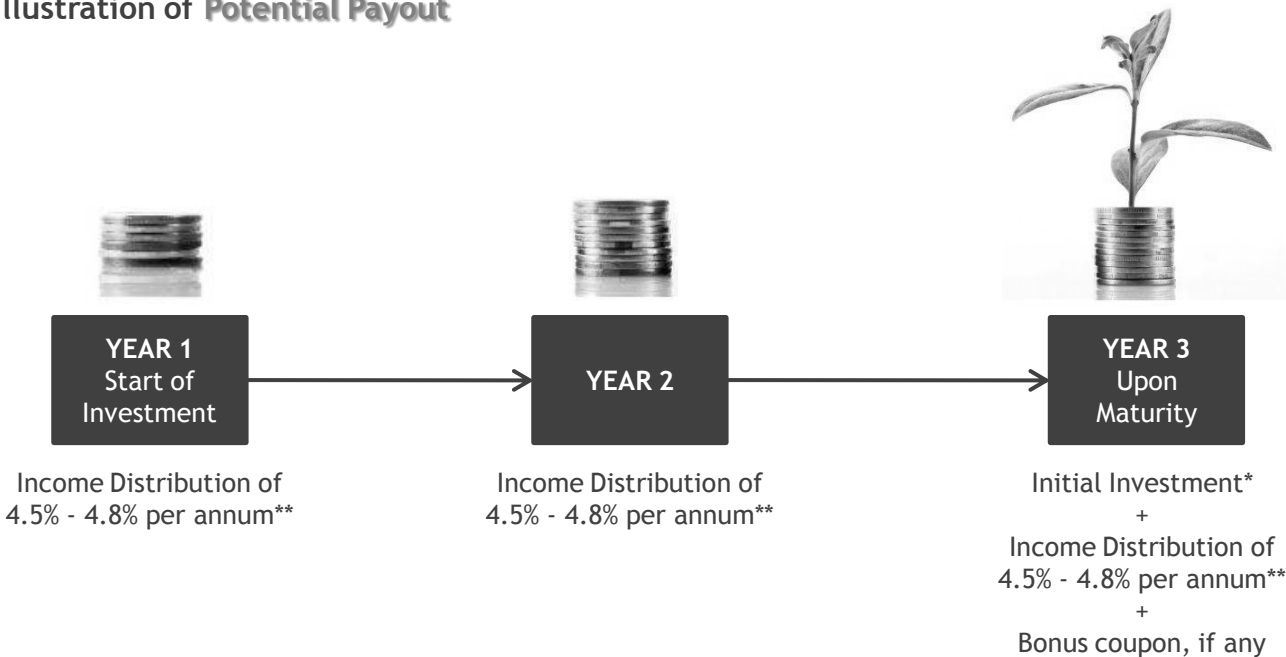 Illustration of Potential Payout
YEAR 1
Start of
Investment
YEAR 2
YEAR 3
Upon
Maturity
Income Distribution of
4.5% - 4.8% per annum**
Income Distribution of
4.5% - 4.8% per annum**
Initial Investment*
+
Income Distribution of
4.5% - 4.8% per annum**
+
Bonus coupon, if any